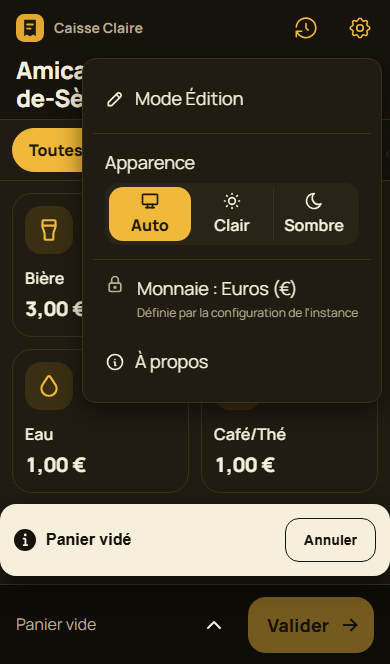 Caisse Claire
Amica
de-Sè
Mode Édition
Toutes
Apparence
Auto
Clair
Sombre
Bière
3,00 €
Monnaie : Euros (€)
Définie par la configuration de l'instance
À propos
Eau
1,00 €
Café/Thé
1,00 €
Panier vidé
Annuler
Panier vide
Valider